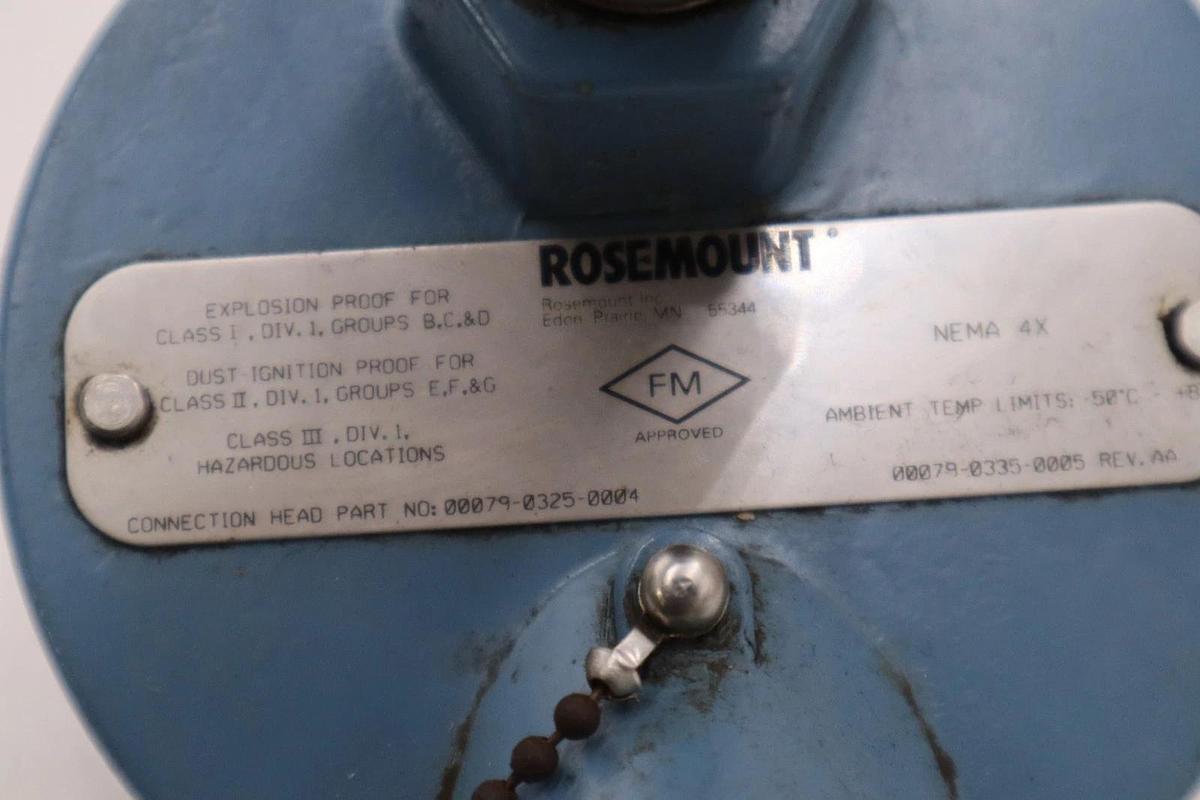 ROSEMOUNT
Rosemount Inc.
Eden Prairie, MN 55344
EXPLOSION PROOF FOR
CLASS I, DIV. 1, GROUPS B,C,&D
DUST IGNITION PROOF FOR
CLASS II, DIV. 1, GROUPS E,F,&G
CLASS III, DIV. 1,
HAZARDOUS LOCATIONS
CONNECTION HEAD PART NO: 00079-0325-0004
FM
APPROVED
NEMA 4X
AMBIENT TEMP LIMITS: -50°C -
00079-0335-0005 REV. AA